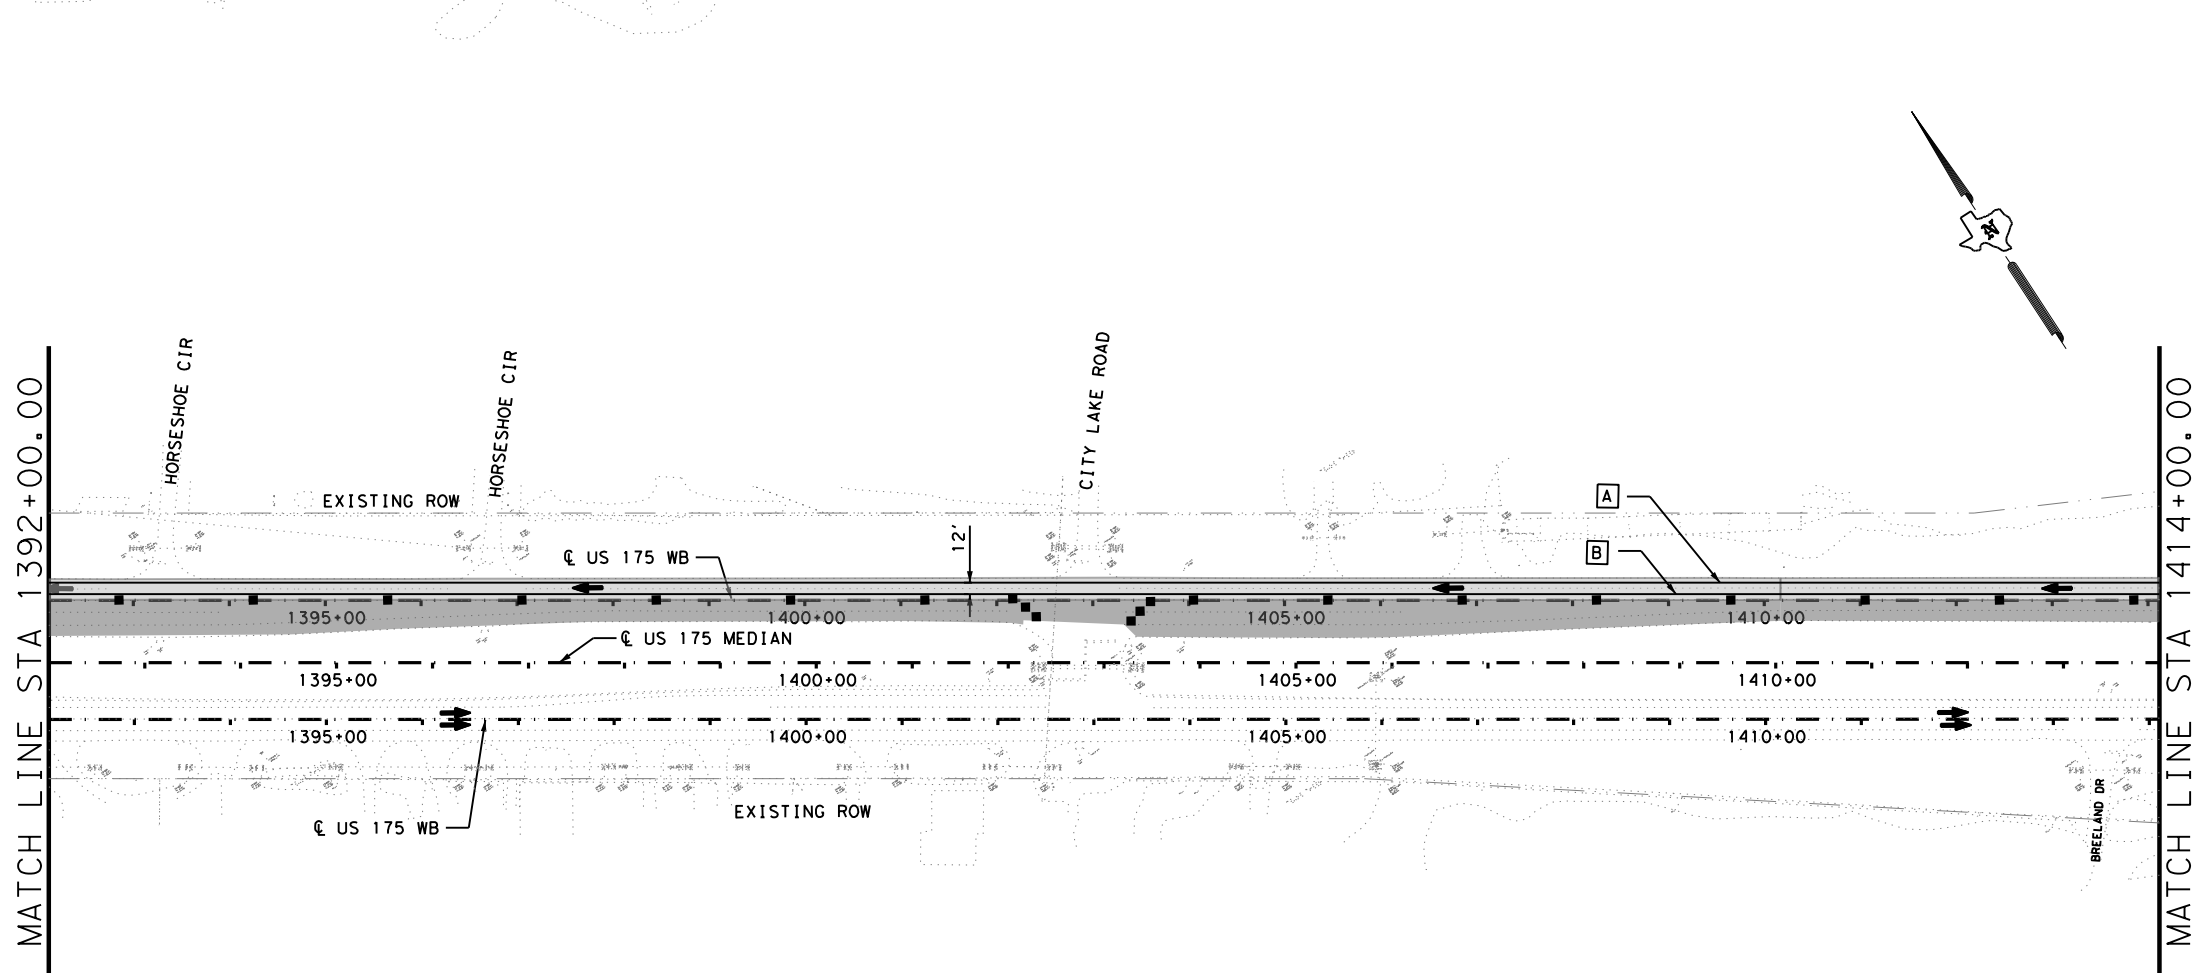 MATCH LINE STA 1392+00.00
HORSESHOE CIR
HORSESHOE CIR
CITY LAKE ROAD
N
EXISTING ROW
A
12'
B
℄ US 175 WB
1395+00
1400+00
1405+00
1410+00
℄ US 175 MEDIAN
1395+00
1400+00
1405+00
1410+00
1395+00
1400+00
1405+00
1410+00
EXISTING ROW
℄ US 175 WB
BRELAND DR
MATCH LINE STA 1414+00.00